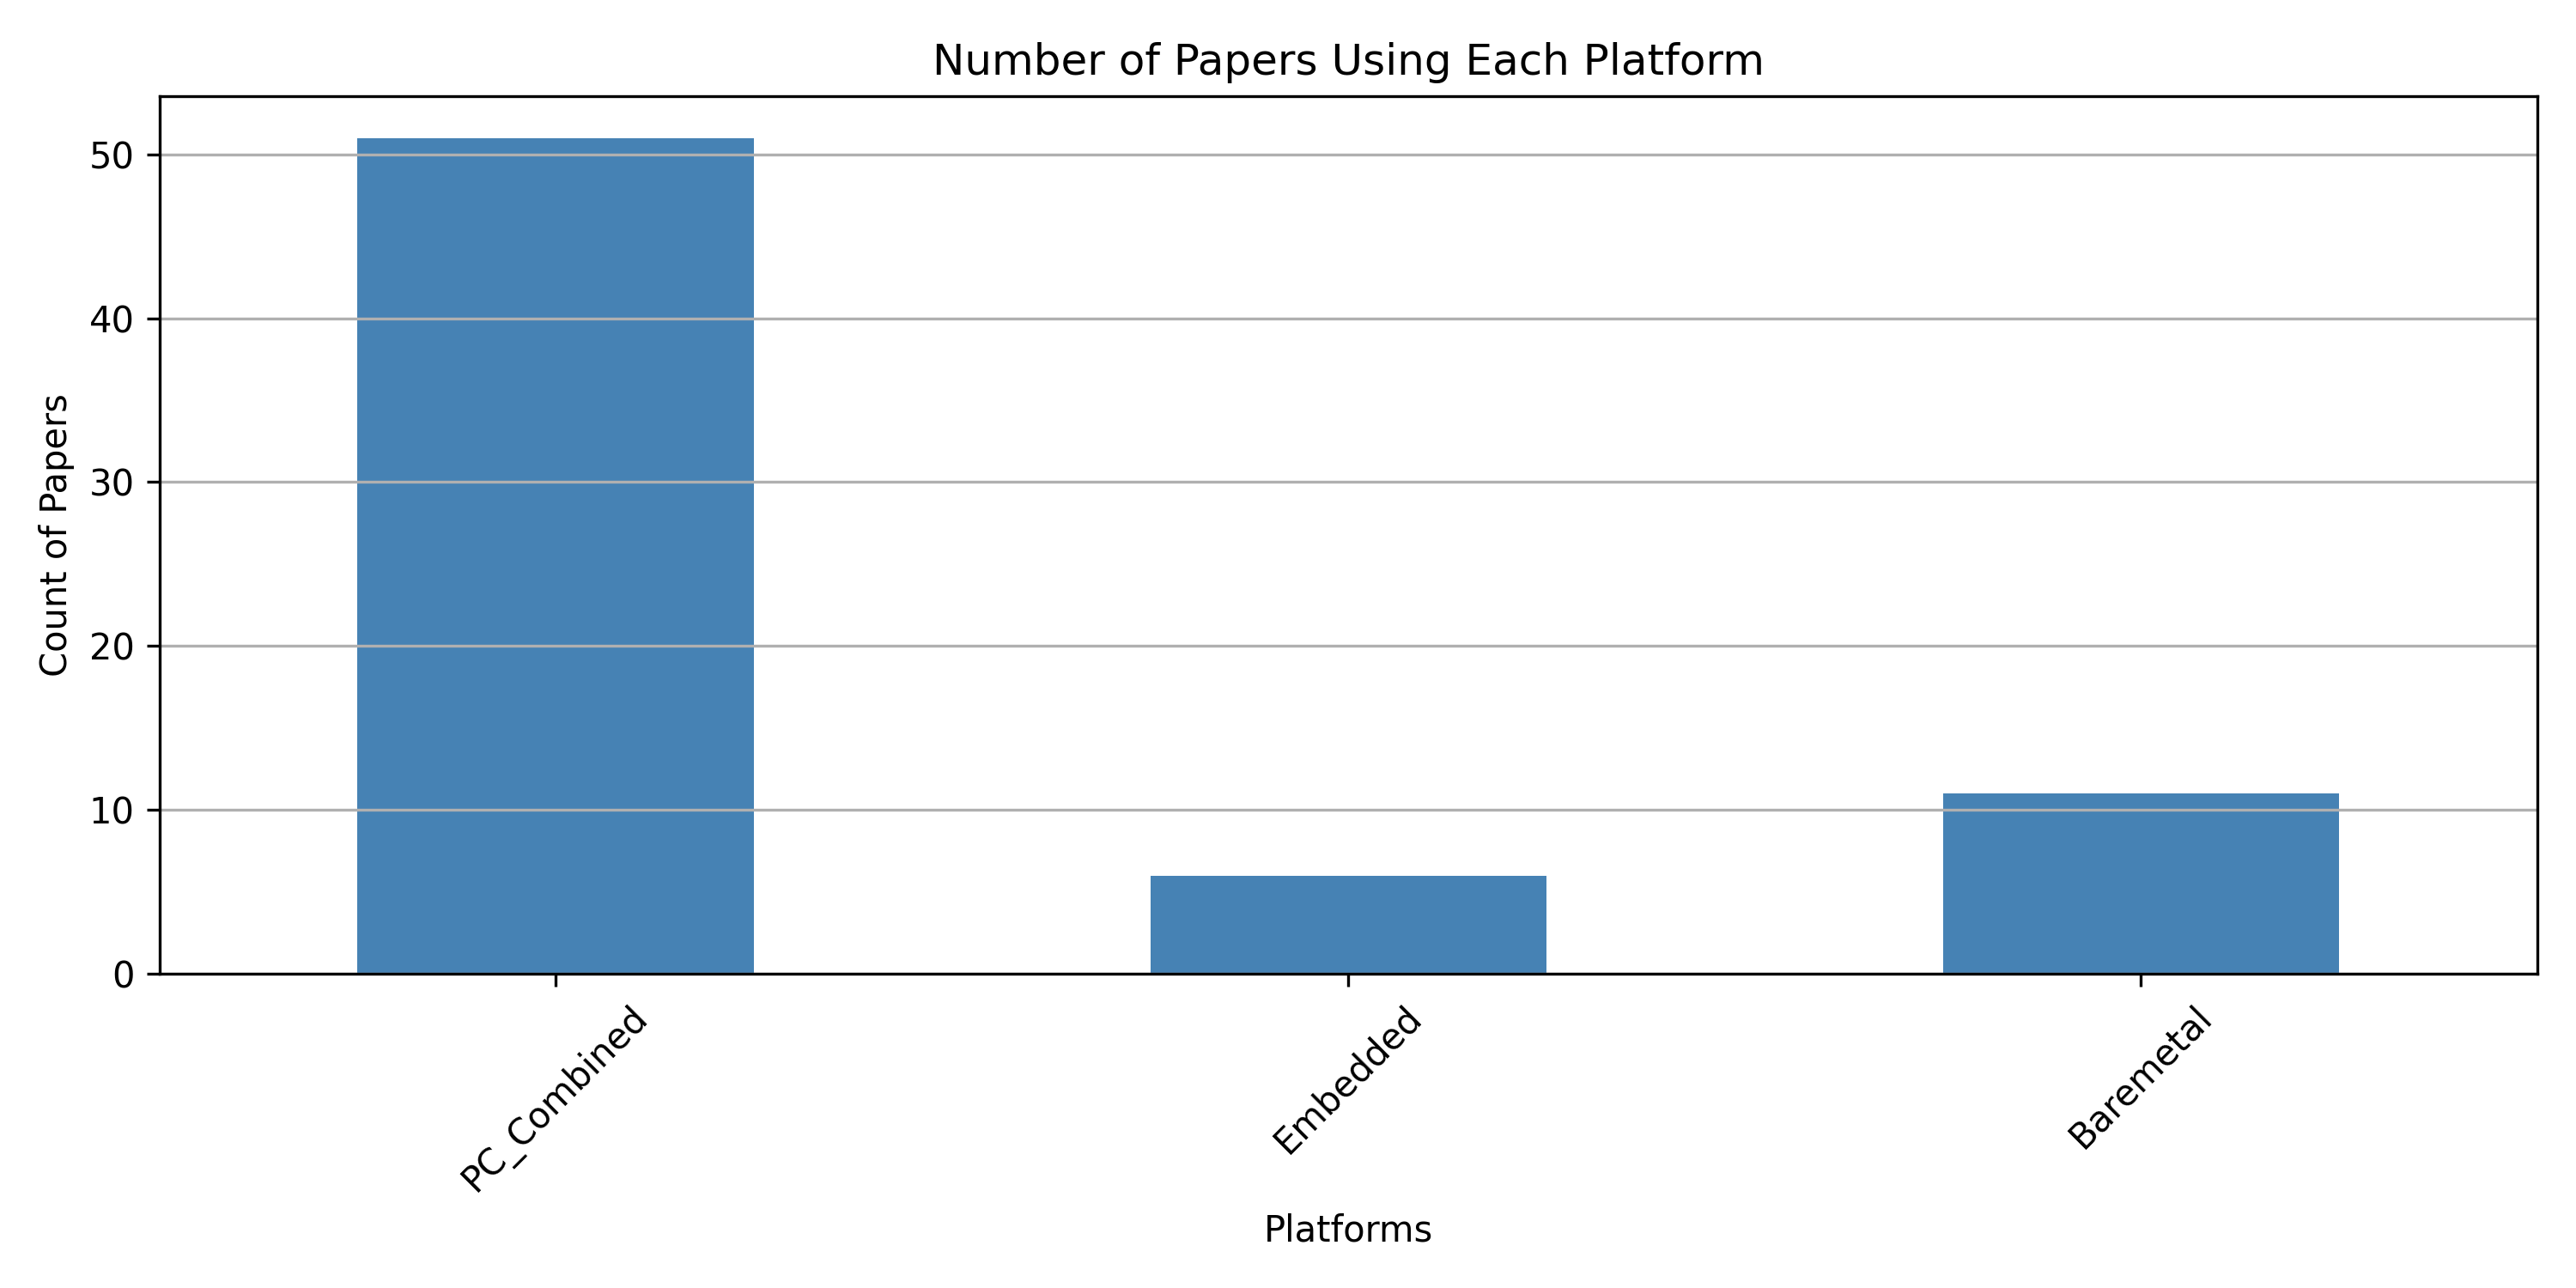 Number of Papers Using Each Platform
Count of Papers
50
40
30
20
10
0
PC_Combined
Embedded
Baremetal
Platforms